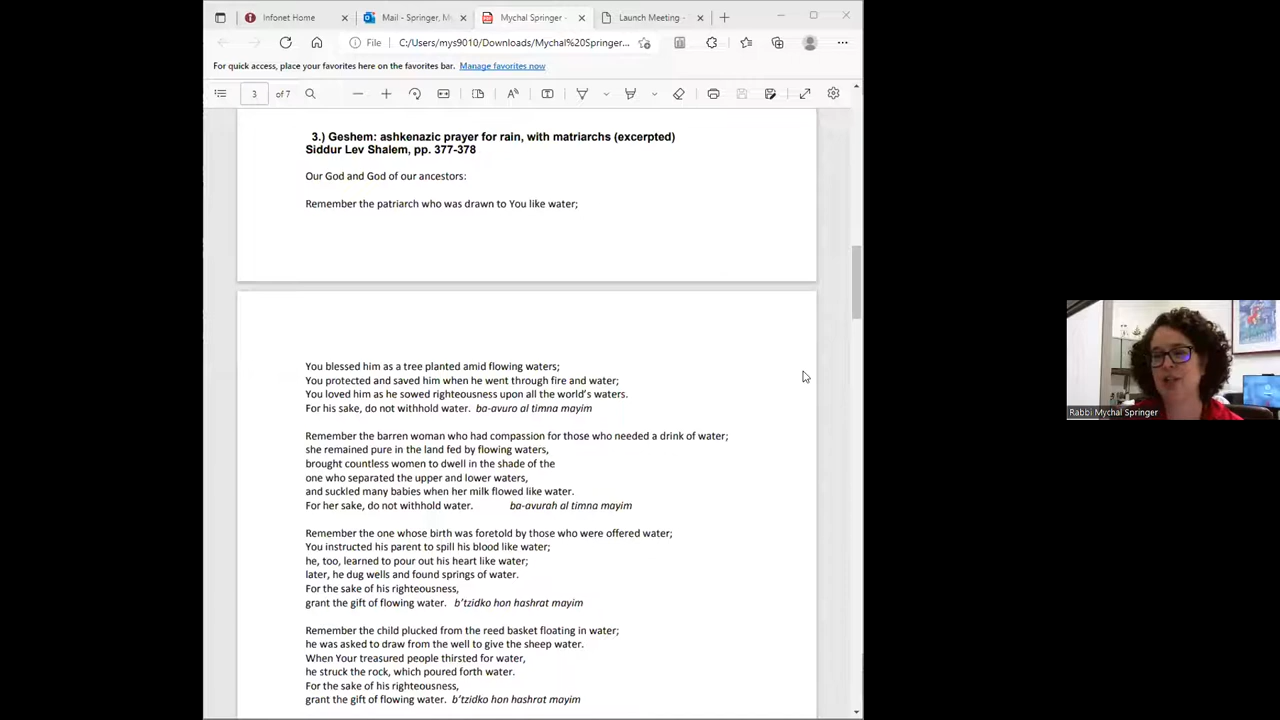 Infonet Home
Mail - Springer, M
Mychal Springer -
Launch Meeting -
File
C:/Users/mys9010/Downloads/Mychal%20Springer...
For quick access, place your favorites here on the favorites bar. Manage favorites now
3 of 7
3.) Geshem: ashkenazic prayer for rain, with matriarchs (excerpted)
Siddur Lev Shalem, pp. 377-378
Our God and God of our ancestors:
Remember the patriarch who was drawn to You like water;
You blessed him as a tree planted amid flowing waters;
You protected and saved him when he went through fire and water;
You loved him as he sowed righteousness upon all the world's waters.
For his sake, do not withhold water. ba-avuro al timna mayim
Remember the barren woman who had compassion for those who needed a drink of water;
she remained pure in the land fed by flowing waters,
brought countless women to dwell in the shade of the
one who separated the upper and lower waters,
and suckled many babies when her milk flowed like water.
For her sake, do not withhold water. ba-avurah al timna mayim
Remember the one whose birth was foretold by those who were offered water;
You instructed his parent to spill his blood like water;
he, too, learned to pour out his heart like water;
later, he dug wells and found springs of water.
For the sake of his righteousness,
grant the gift of flowing water. b'tzidko hon hashrat mayim
Remember the child plucked from the reed basket floating in water;
he was asked to draw from the well to give the sheep water.
When Your treasured people thirsted for water,
he struck the rock, which poured forth water.
For the sake of his righteousness,
grant the gift of flowing water. b'tzidko hon hashrat mayim
Rabbi Mychal Springer